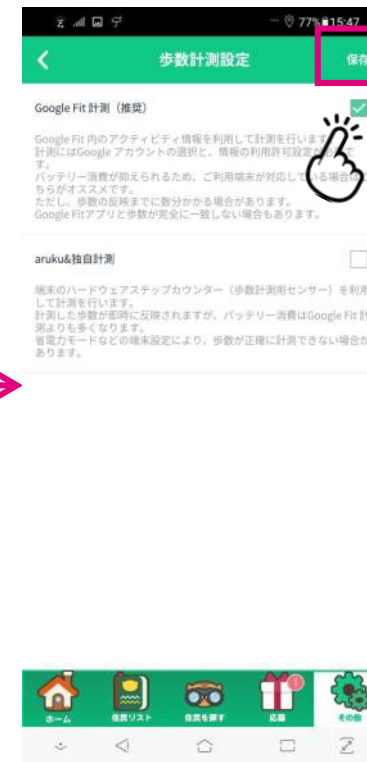 77% 15:47
歩数計測設定
保存
Google Fit 計測（推奨）
Google Fit 内のアクティビティ情報を利用して計測を行います
計測にはGoogle アカウントの選択と、情報の利用許可設定が
す。
バッテリー消費が抑えられるため、ご利用端末が対応している場合は
ちらがオススメです。
ただし、歩数の反映までに数分かかる場合があります。
Google Fitアプリと歩数が完全に一致しない場合もあります。
aruku&独自計測
端末のハードウェアステップカウンター（歩数計測用センサー）を利用
して計測を行います。
計測した歩数が即時に反映されますが、バッテリー消費はGoogle Fit 計
測よりも多くなります。
省電力モードなどの端末設定により、歩数が正確に計測できない場合が
あります。
1
ホーム 住民リスト 住民を探す 応募 その他